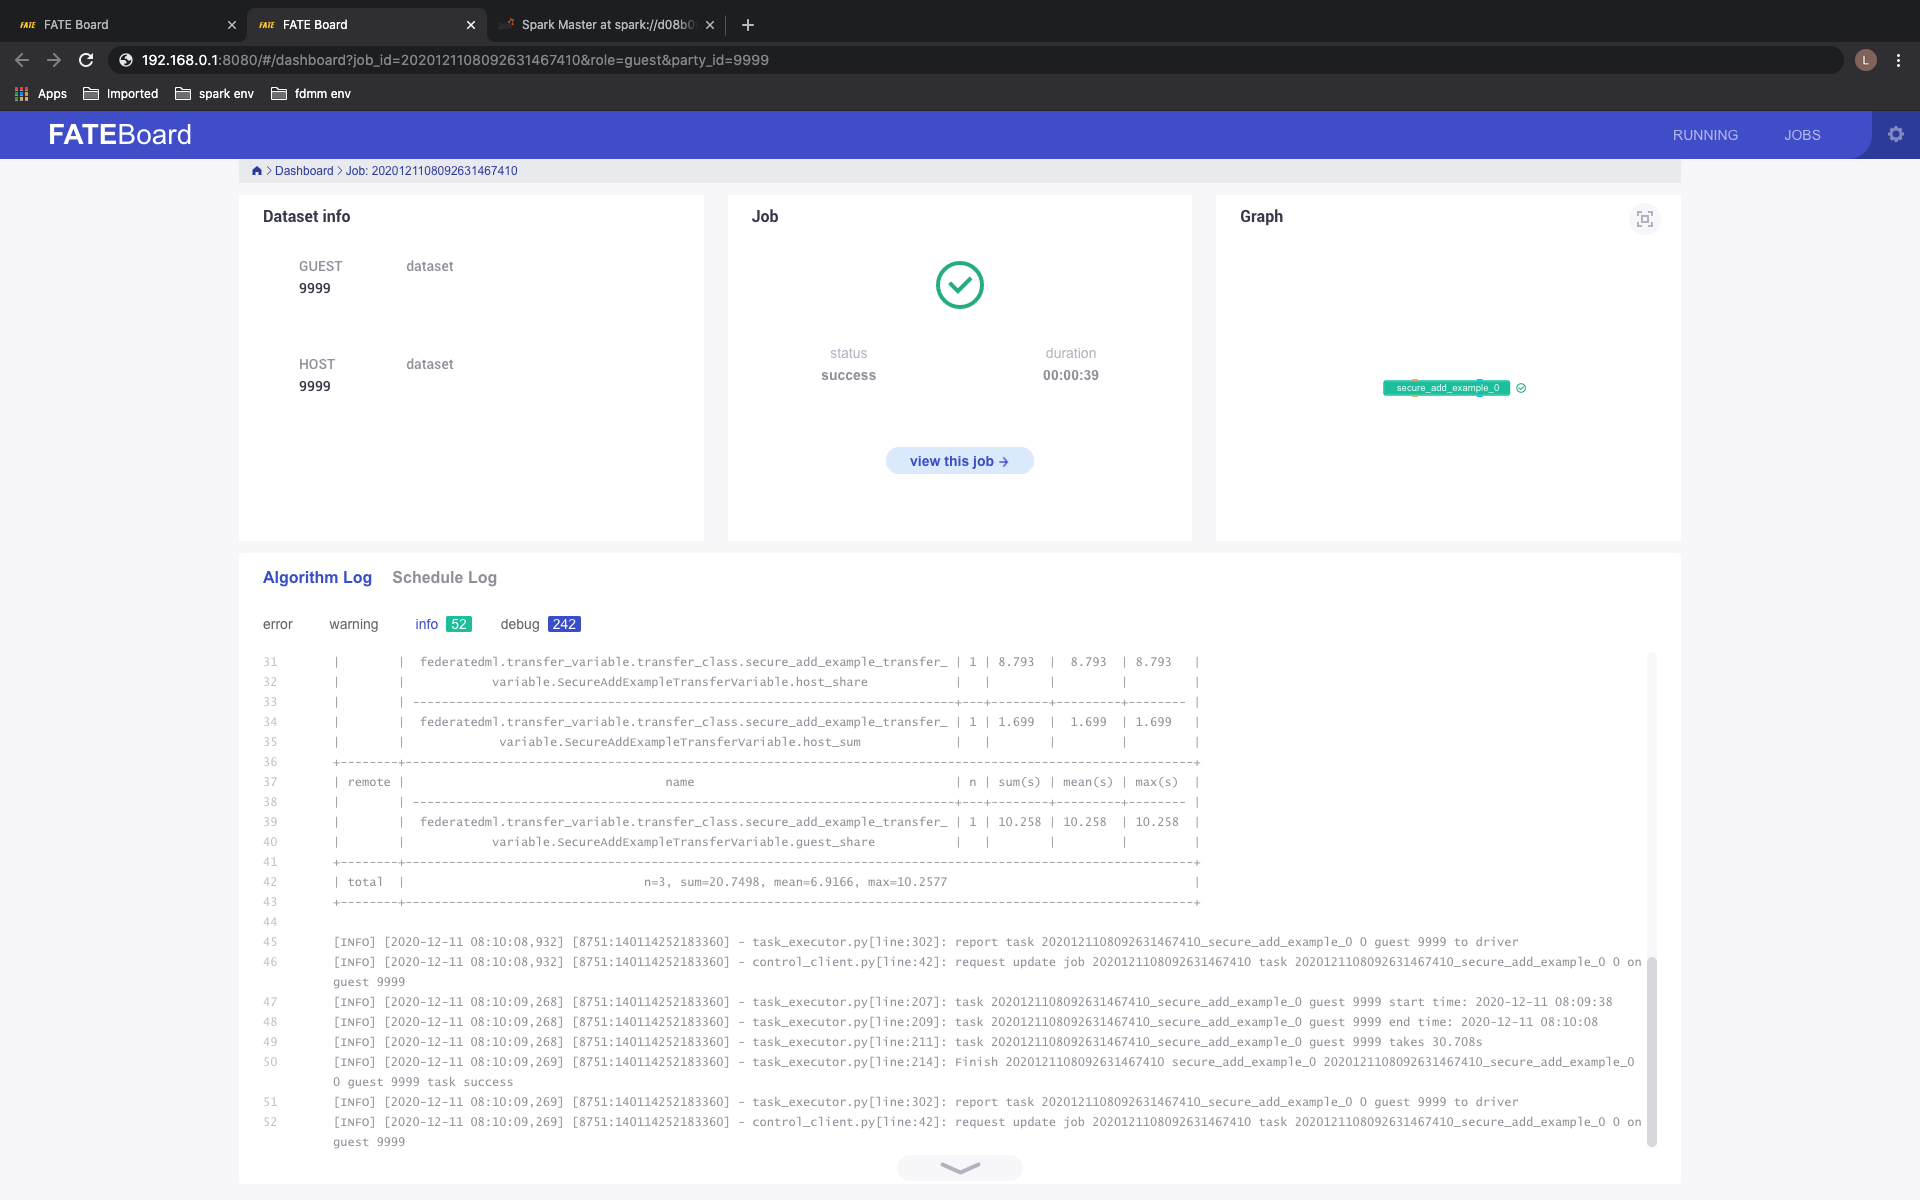 FATE Board
FATE Board
Spark Master at spark://d08b0
192.168.0.1:8080/#/dashboard?job_id=2020121108092631467410&role=guest&party_id=9999
L
Apps Imported spark env fdmm env
FATEBoard RUNNING JOBS
Dashboard > Job: 2020121108092631467410
Dataset info
GUEST dataset
9999
HOST dataset
9999
Job
status duration
success 00:00:39
view this job →
Graph
secure_add_example_0
Algorithm Log Schedule Log
error warning info 52 debug 242
31 | | federatedml.transfer_variable.transfer_class.secure_add_example_transfer_ | 1 | 8.793 | 8.793 | 8.793 |
32 | | variable.SecureAddExampleTransferVariable.host_share | | | | |
33 | | ---------------------------------------------------------------------------+---+--------+---------+-------- |
34 | | federatedml.transfer_variable.transfer_class.secure_add_example_transfer_ | 1 | 1.699 | 1.699 | 1.699 |
35 | | variable.SecureAddExampleTransferVariable.host_sum | | | | |
36 +--------+--------------------------------------------------------------------------------------------------------------+
37 | remote | name | n | sum(s) | mean(s) | max(s) |
38 | | ---------------------------------------------------------------------------+---+--------+---------+-------- |
39 | | federatedml.transfer_variable.transfer_class.secure_add_example_transfer_ | 1 | 10.258 | 10.258 | 10.258 |
40 | | variable.SecureAddExampleTransferVariable.guest_share | | | | |
41 +--------+--------------------------------------------------------------------------------------------------------------+
42 | total | n=3, sum=20.7498, mean=6.9166, max=10.2577 |
43 +--------+--------------------------------------------------------------------------------------------------------------+
44
45 [INFO] [2020-12-11 08:10:08,932] [8751:140114252183360] - task_executor.py[line:302]: report task 2020121108092631467410_secure_add_example_0 0 guest 9999 to driver
46 [INFO] [2020-12-11 08:10:08,932] [8751:140114252183360] - control_client.py[line:42]: request update job 2020121108092631467410 task 2020121108092631467410_secure_add_example_0 0 on
guest 9999
47 [INFO] [2020-12-11 08:10:09,268] [8751:140114252183360] - task_executor.py[line:207]: task 2020121108092631467410_secure_add_example_0 guest 9999 start time: 2020-12-11 08:09:38
48 [INFO] [2020-12-11 08:10:09,268] [8751:140114252183360] - task_executor.py[line:209]: task 2020121108092631467410_secure_add_example_0 guest 9999 end time: 2020-12-11 08:10:08
49 [INFO] [2020-12-11 08:10:09,268] [8751:140114252183360] - task_executor.py[line:211]: task 2020121108092631467410_secure_add_example_0 guest 9999 takes 30.708s
50 [INFO] [2020-12-11 08:10:09,269] [8751:140114252183360] - task_executor.py[line:214]: Finish 2020121108092631467410 secure_add_example_0 2020121108092631467410_secure_add_example_0
0 guest 9999 task success
51 [INFO] [2020-12-11 08:10:09,269] [8751:140114252183360] - task_executor.py[line:302]: report task 2020121108092631467410_secure_add_example_0 0 guest 9999 to driver
52 [INFO] [2020-12-11 08:10:09,269] [8751:140114252183360] - control_client.py[line:42]: request update job 2020121108092631467410 task 2020121108092631467410_secure_add_example_0 0 on
guest 9999